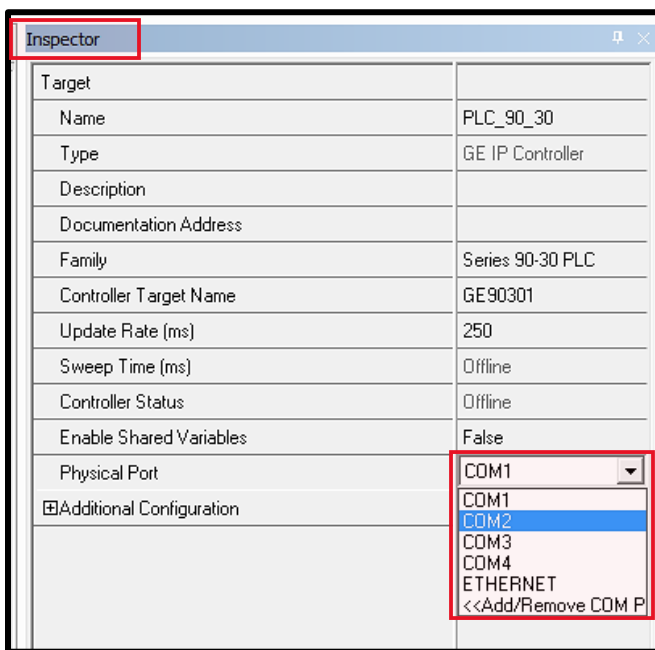 Inspector
Target
Name PLC_90_30
Type GE IP Controller
Description
Documentation Address
Family Series 90-30 PLC
Controller Target Name GE90301
Update Rate (ms) 250
Sweep Time (ms) Offline
Controller Status Offline
Enable Shared Variables False
Physical Port COM1
COM1
Additional Configuration
COM2
COM3
COM4
ETHERNET
<<Add/Remove COM P